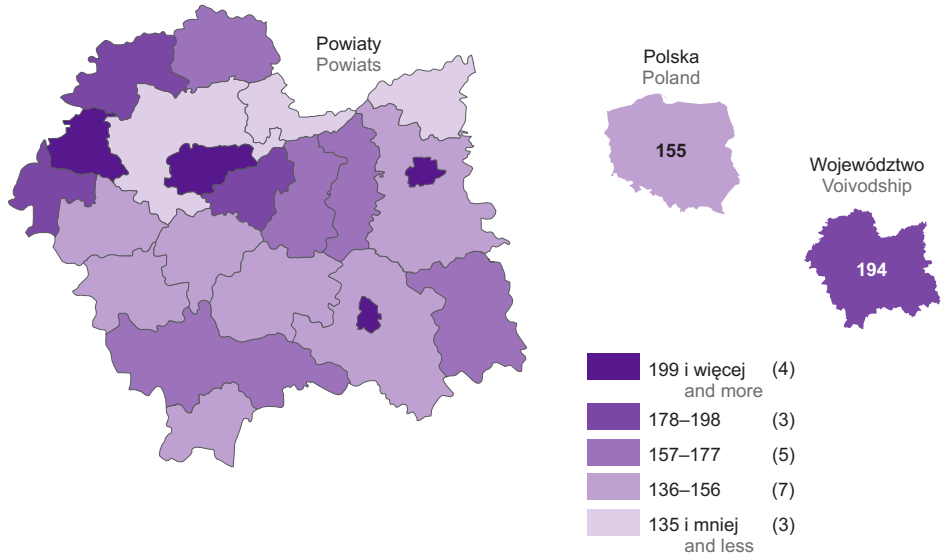 Powiaty
Powiats
Polska
Poland
155
Województwo
Voivodship
194
199 i więcej (4)
and more
178–198 (3)
157–177 (5)
136–156 (7)
135 i mniej (3)
and less